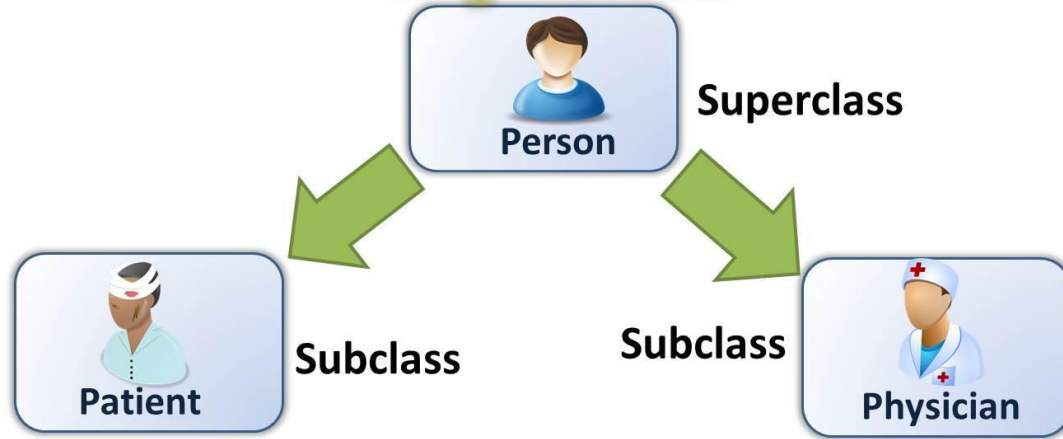 Person
Superclass
Patient
Subclass
Subclass
Physician